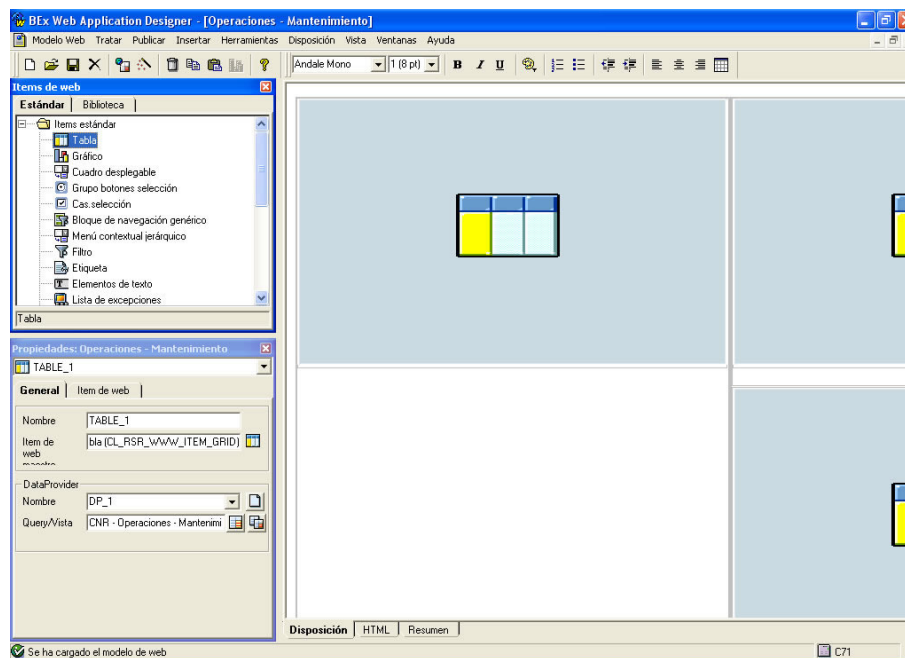 BEx Web Application Designer - [Operaciones - Mantenimiento]
Modelo Web Tratar Publicar Insertar Herramientas Disposición Vista Ventanas Ayuda
Andale Mono 1 (8 pt) B I U
Items de web
Estándar Biblioteca
Items estándar
Tabla
Gráfico
Cuadro desplegable
Grupo botones selección
Cas.selección
Bloque de navegación genérico
Menú contextual jerárquico
Filtro
Etiqueta
Elementos de texto
Lista de excepciones
Tabla
Propiedades: Operaciones - Mantenimiento
TABLE_1
General Item de web
Nombre TABLE_1
Item de web bla (CL_RSR_WWW_ITEM_GRID)
DataProvider
Nombre DP_1
Query/Vista CNR - Operaciones - Mantenimi
Disposición HTML Resumen
Se ha cargado el modelo de web C71